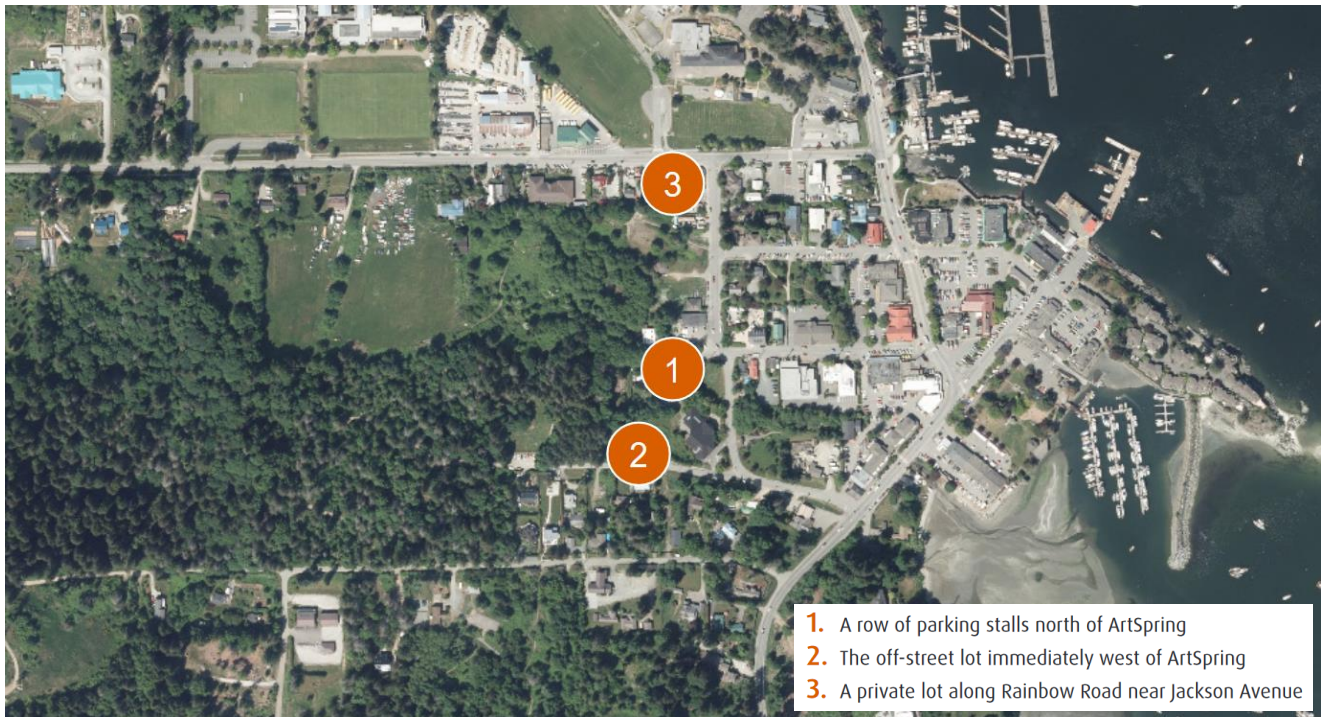 3
1
2
1. A row of parking stalls north of ArtSpring
2. The off-street lot immediately west of ArtSpring
3. A private lot along Rainbow Road near Jackson Avenue